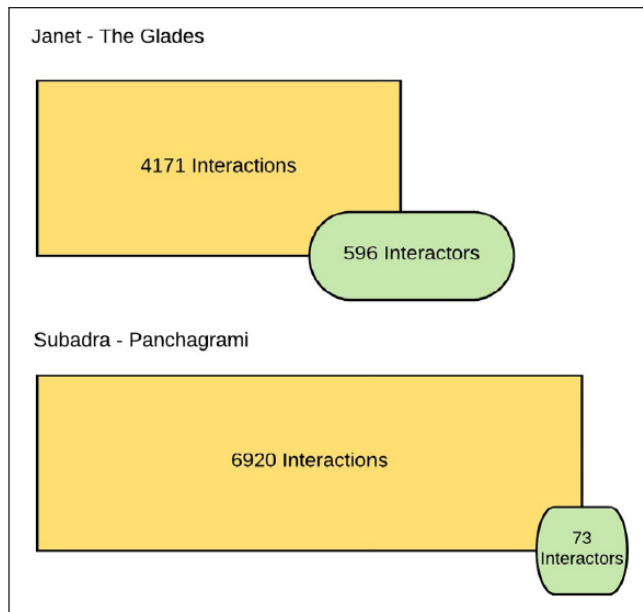 Janet - The Glades
4171 Interactions
596 Interactors
Subadra - Panchagrami
6920 Interactions
73
Interactors